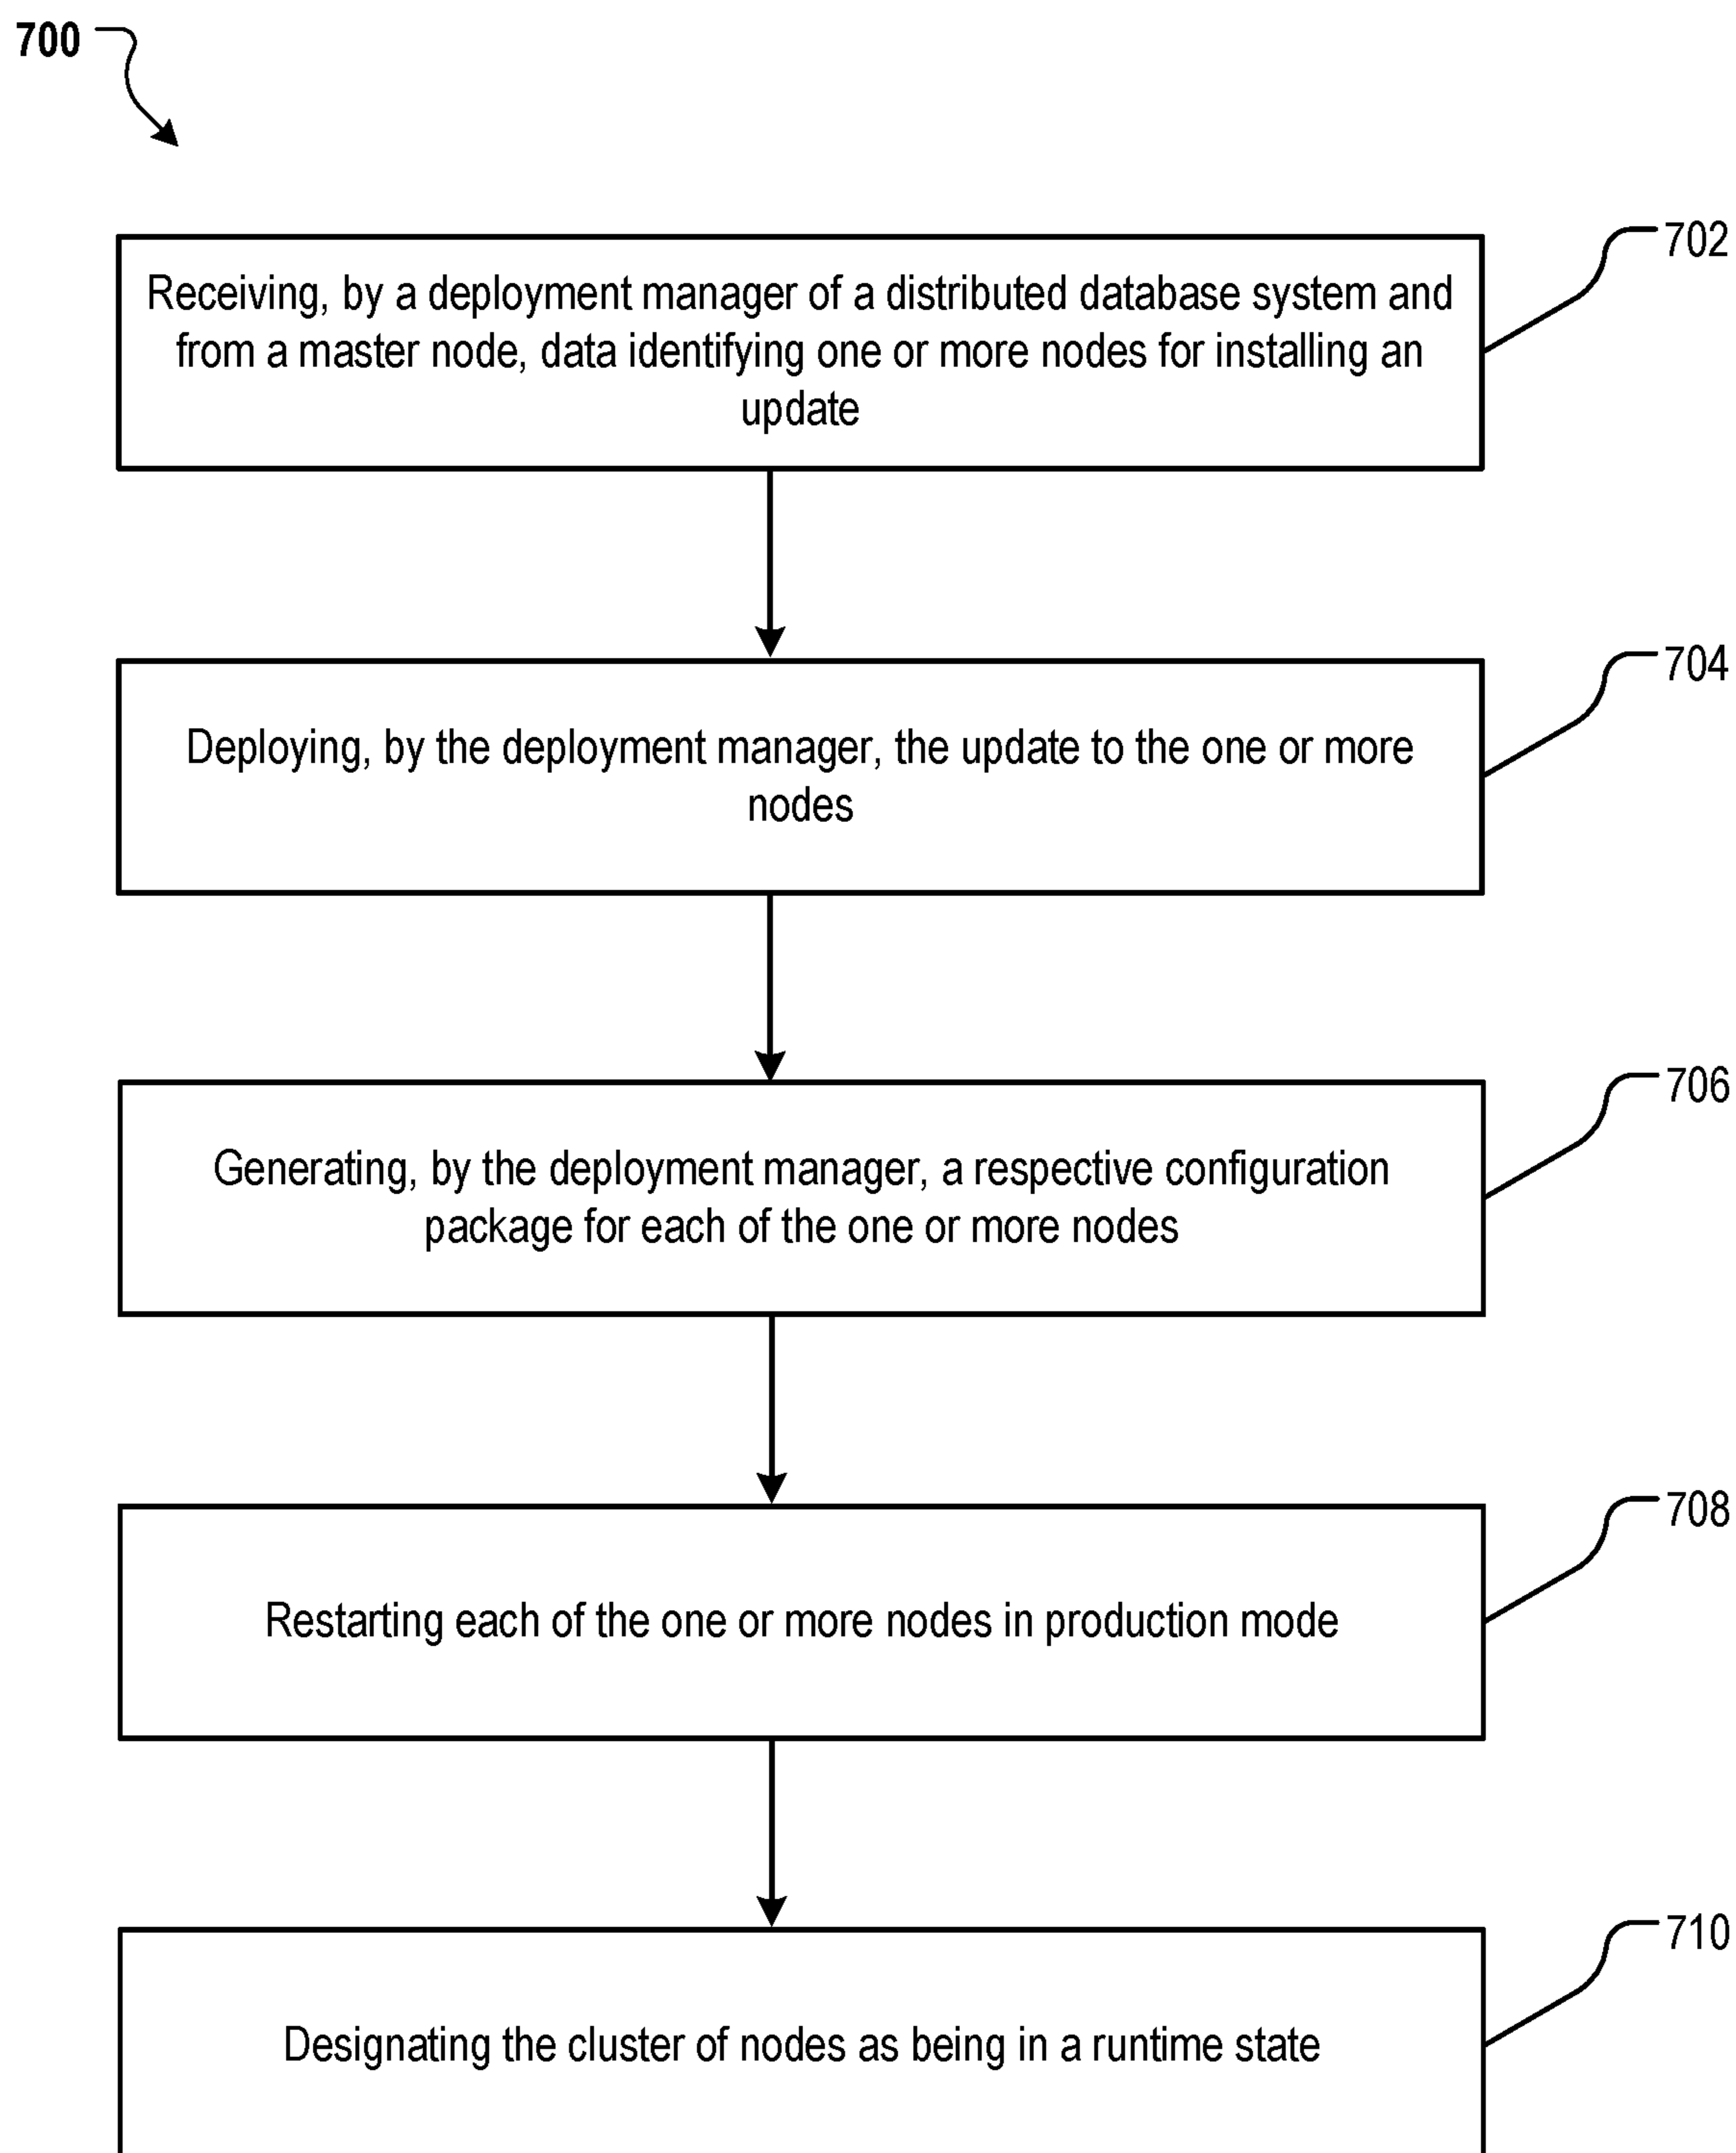 700
702
Receiving, by a deployment manager of a distributed database system and
from a master node, data identifying one or more nodes for installing an
update
704
Deploying, by the deployment manager, the update to the one or more
nodes
706
Generating, by the deployment manager, a respective configuration
package for each of the one or more nodes
708
Restarting each of the one or more nodes in production mode
710
Designating the cluster of nodes as being in a runtime state